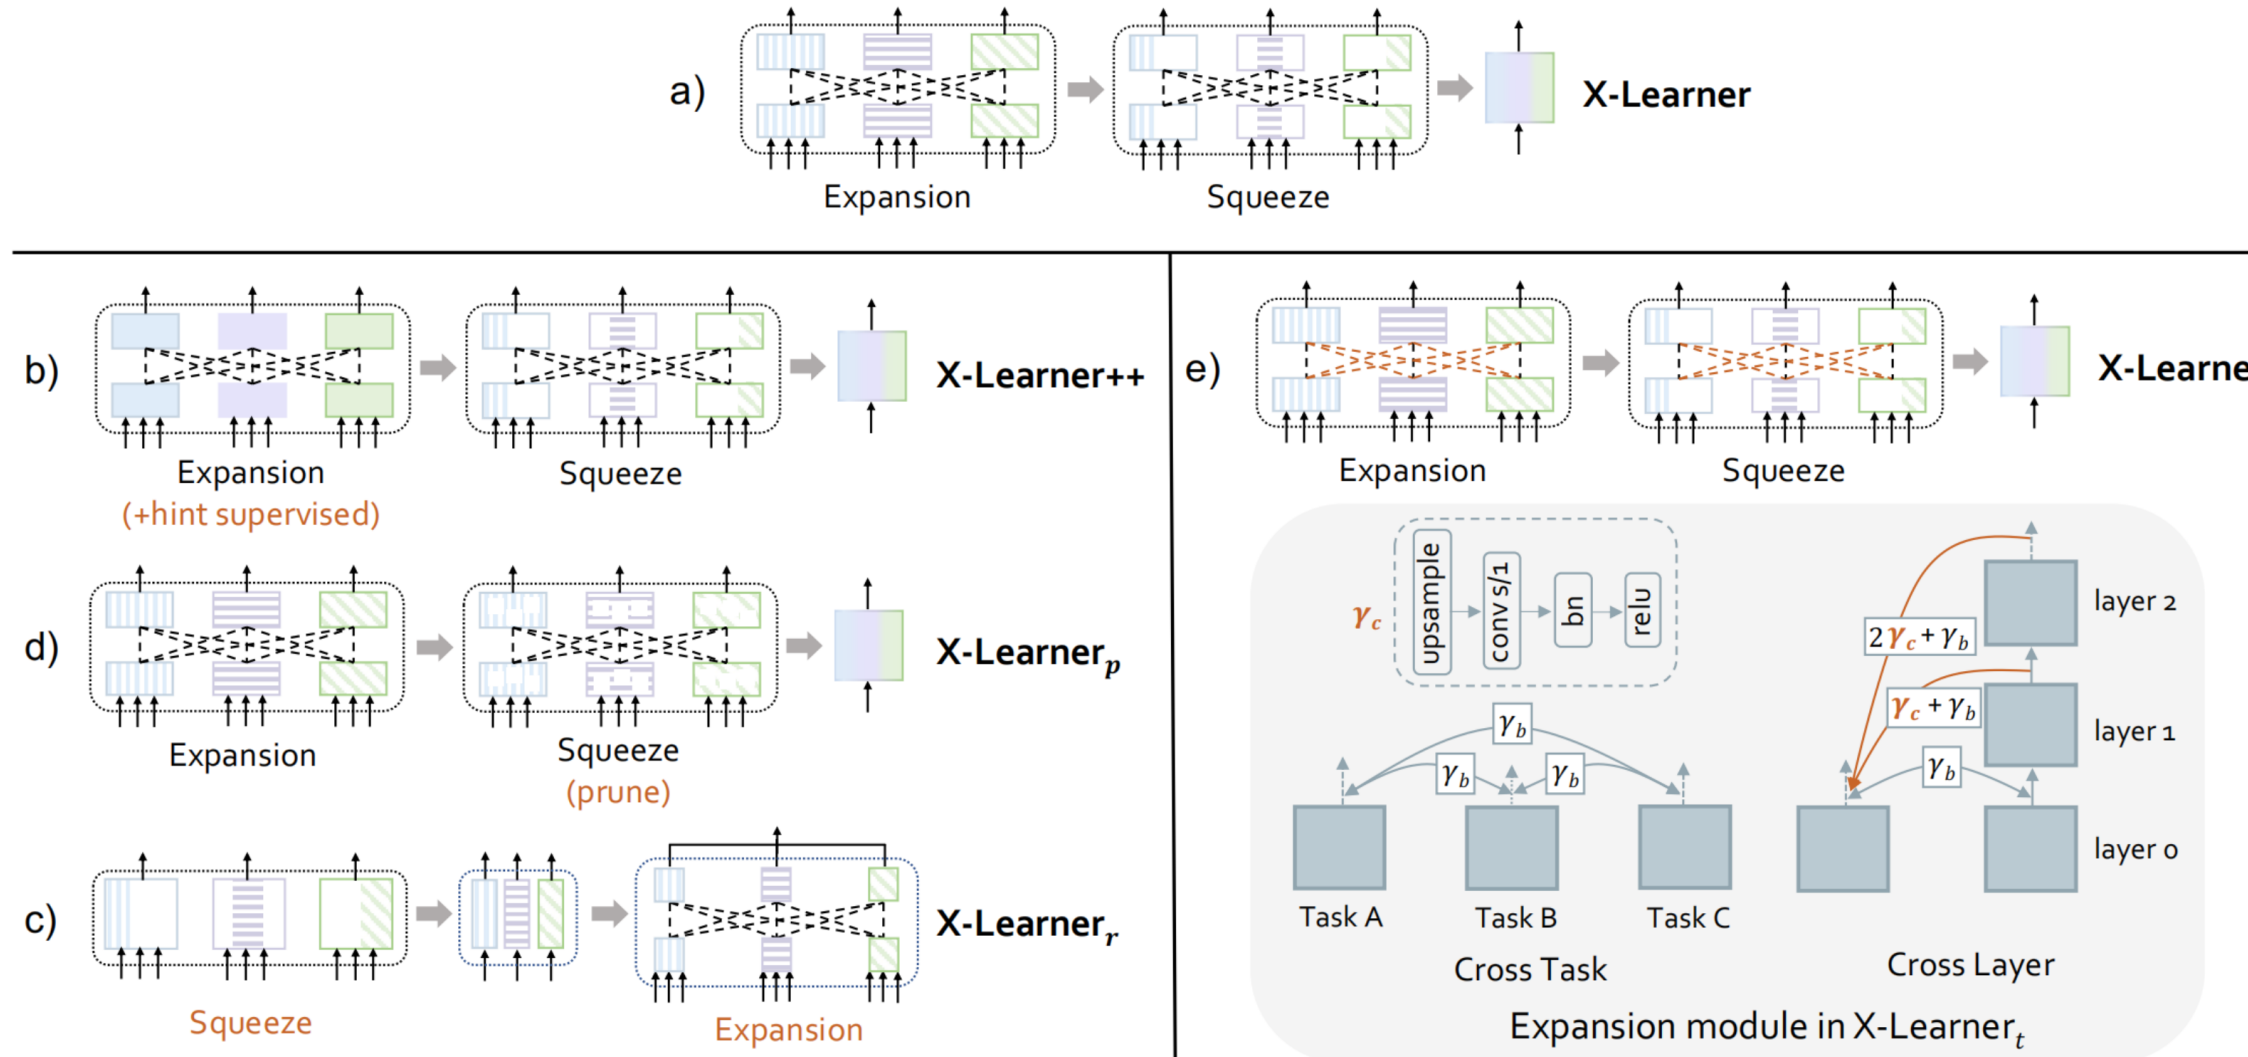 a)
X-Learner
Expansion
Squeeze
b)
X-Learner++
Expansion
(+hint supervised)
Squeeze
d)
X-Learnerₚ
Expansion
Squeeze
(prune)
c)
X-Learnerᵣ
Squeeze
Expansion
e)
X-Learne
Expansion
Squeeze
γc
upsample
conv s/1
bn
relu
γb
γb
γb
Task A
Task B
Task C
Cross Task
2γc + γb
γc + γb
γb
layer 2
layer 1
layer 0
Cross Layer
Expansion module in X-Learnerₜ